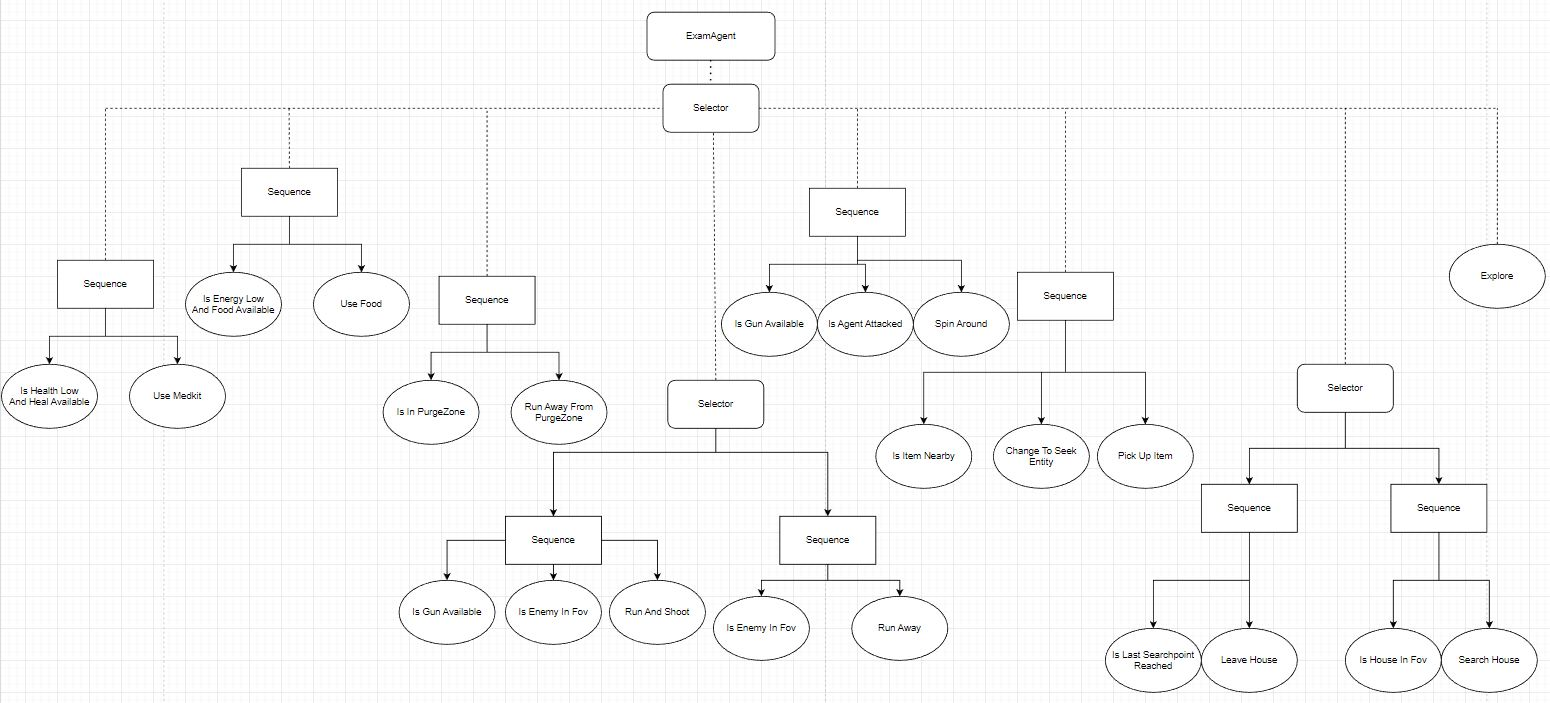 ExamAgent
Selector
Sequence
Sequence
Explore
Sequence
Sequence
Sequence
Is Energy Low
And Food Available
Use Food
Is Gun Available
Is Agent Attacked
Spin Around
Is Health Low
And Heal Available
Use Medkit
Is In PurgeZone
Run Away From
PurgeZone
Selector
Selector
Is Item Nearby
Change To Seek
Entity
Pick Up Item
Sequence
Sequence
Sequence
Sequence
Is Gun Available
Is Enemy In Fov
Run And Shoot
Is Enemy In Fov
Run Away
Is Last Searchpoint
Reached
Leave House
Is House In Fov
Search House